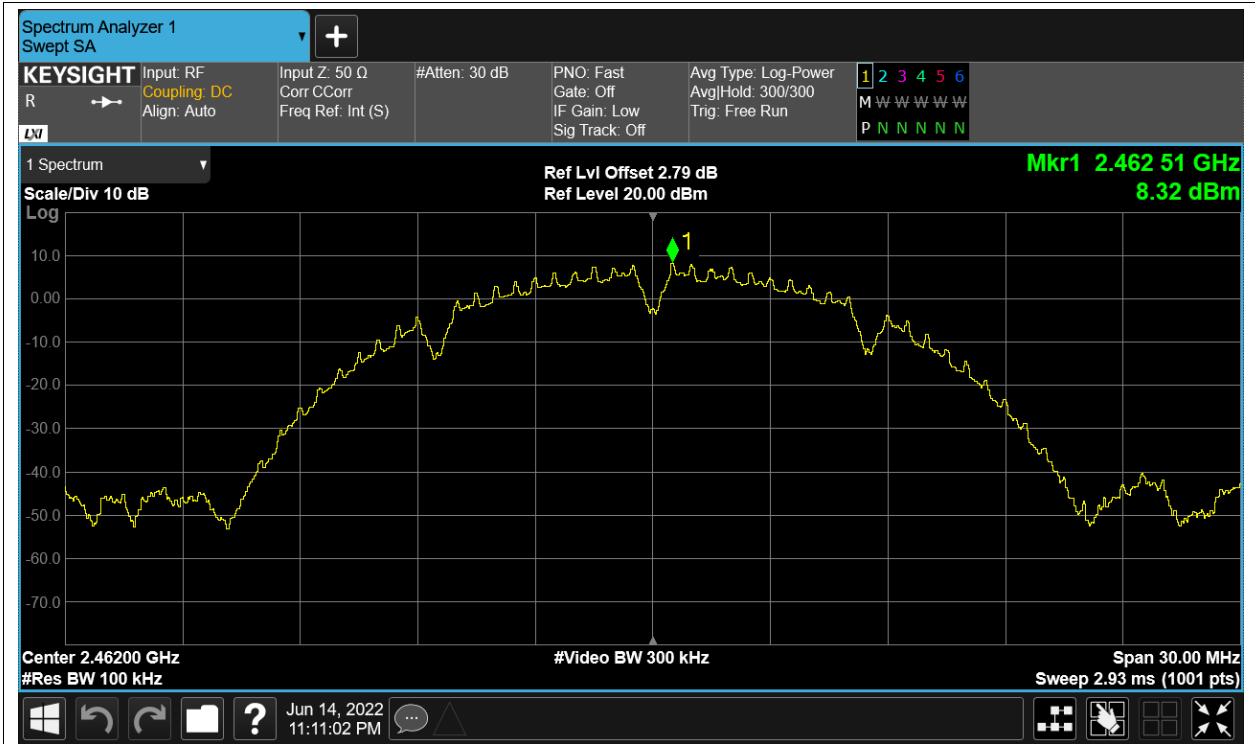 Spectrum Analyzer 1
Swept SA
+
KEYSIGHT
R
LXI
Input: RF
Coupling: DC
Align: Auto
Input Z: 50 Ω
Corr CCorr
Freq Ref: Int (S)
#Atten: 30 dB
PNO: Fast
Gate: Off
IF Gain: Low
Sig Track: Off
Avg Type: Log-Power
Avg|Hold: 300/300
Trig: Free Run
1 2 3 4 5 6
M W W W W W
P N N N N N
1 Spectrum
Scale/Div 10 dB
Log
Ref Lvl Offset 2.79 dB
Ref Level 20.00 dBm
Mkr1 2.462 51 GHz
8.32 dBm
1
10.0
0.00
-10.0
-20.0
-30.0
-40.0
-50.0
-60.0
-70.0
Center 2.46200 GHz
#Res BW 100 kHz
#Video BW 300 kHz
Span 30.00 MHz
Sweep 2.93 ms (1001 pts)
?
Jun 14, 2022
11:11:02 PM